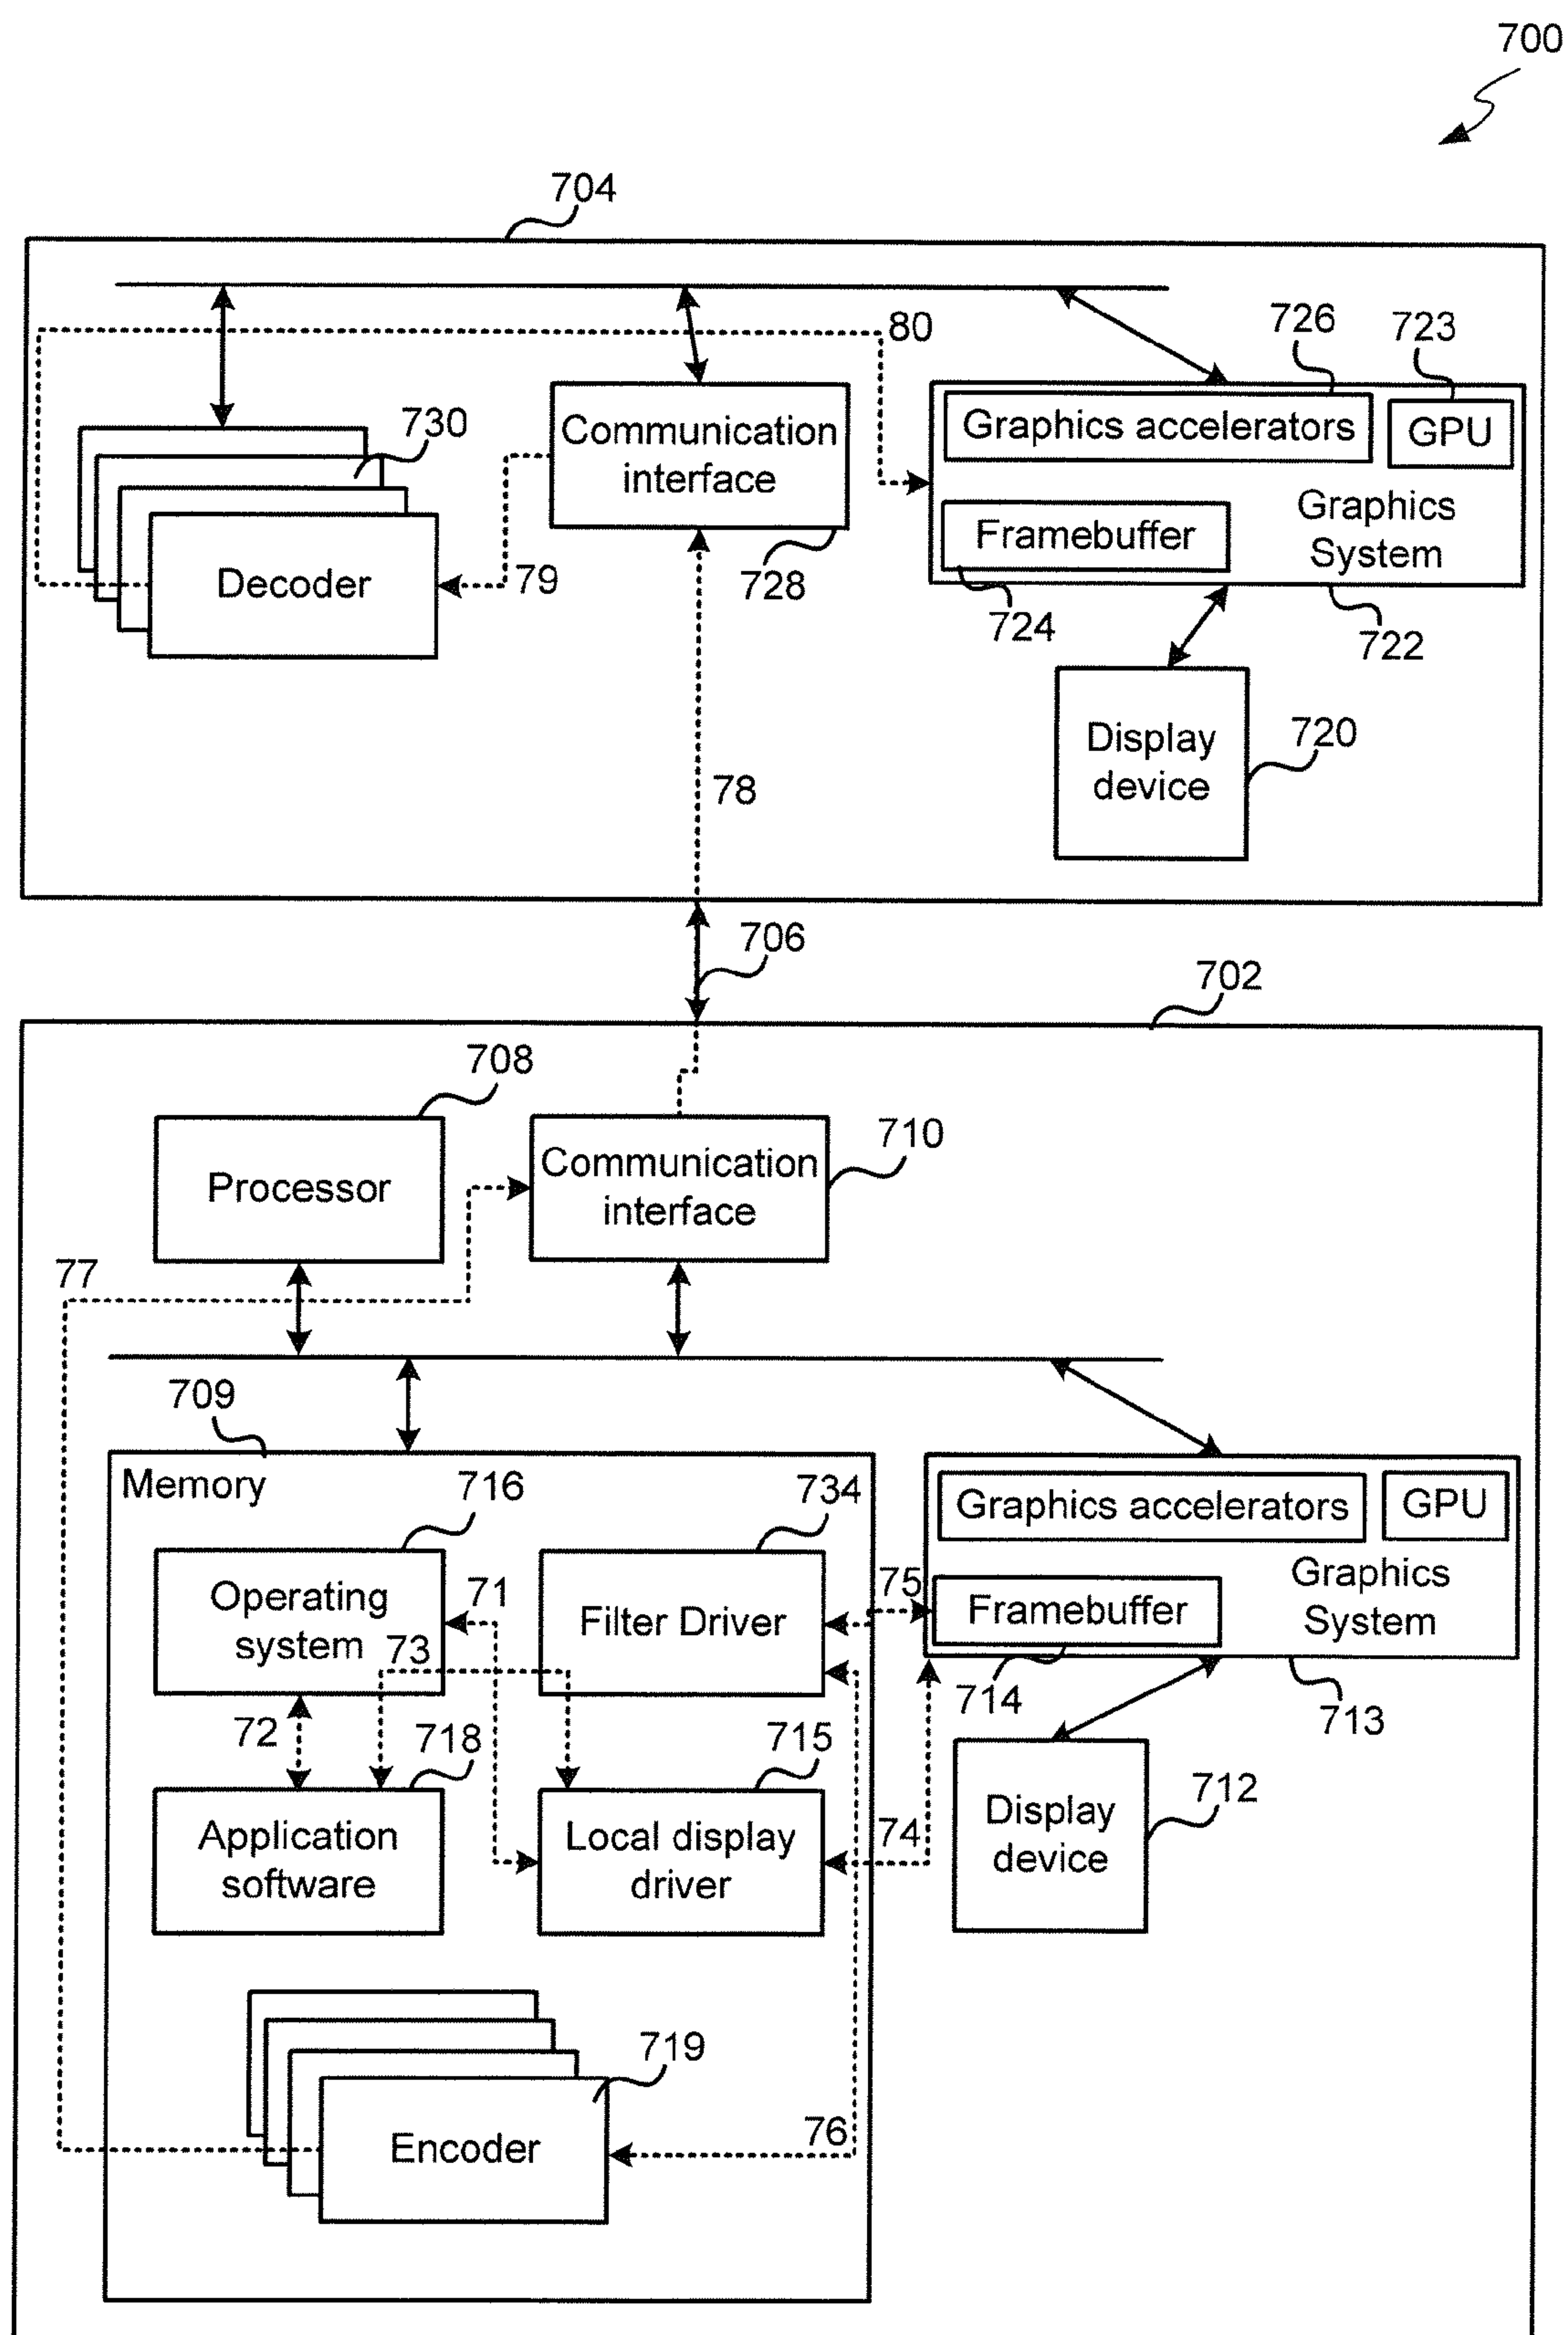 700
704
80
726
723
730
Communication
interface
Graphics accelerators
GPU
Framebuffer
Graphics
System
Decoder
79
728
724
722
Display
device
720
78
706
702
708
710
Processor
Communication
interface
77
709
Memory
716
734
Graphics accelerators
GPU
Operating
system
71
Filter Driver
75
Framebuffer
Graphics
System
73
714
713
72
718
715
Application
software
Local display
driver
74
Display
device
712
719
Encoder
76